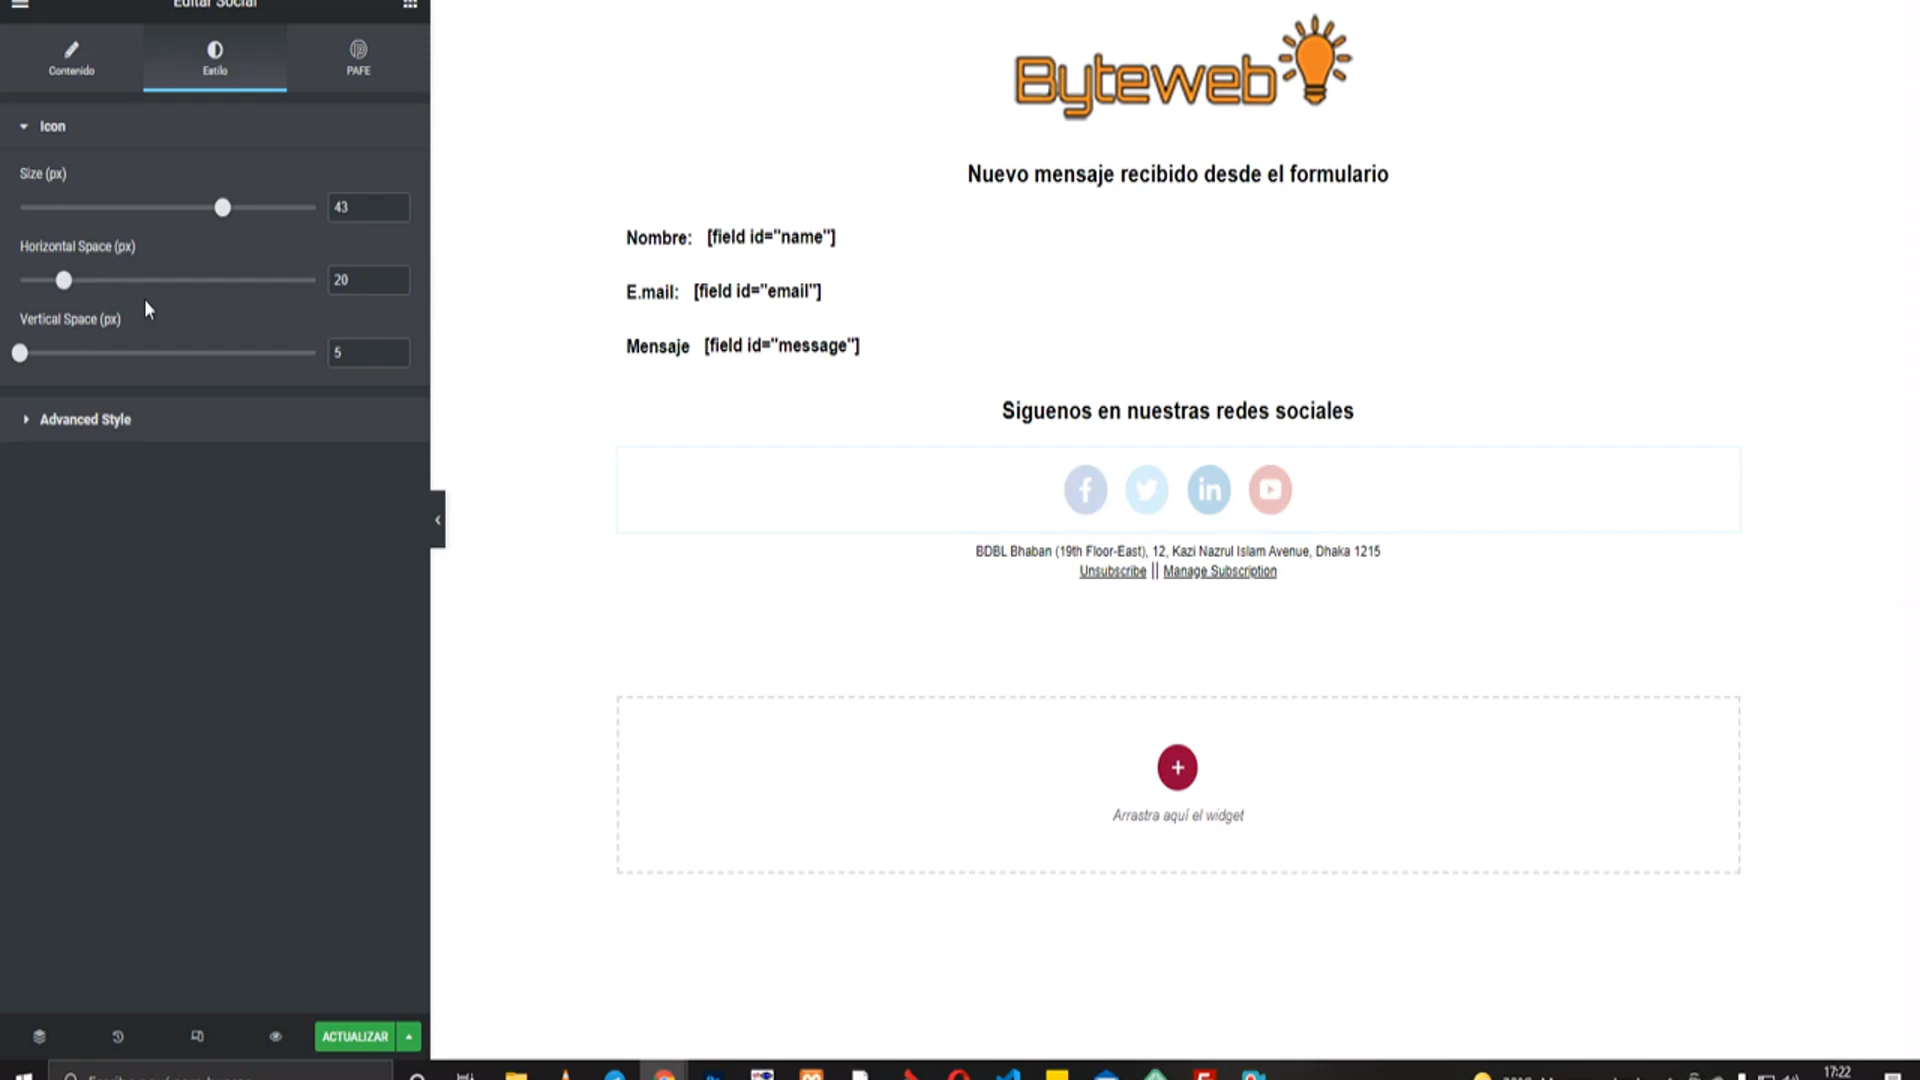 Editar Social
Contenido
Estilo
PAFE
Icon
Size (px)
43
Horizontal Space (px)
20
Vertical Space (px)
5
Advanced Style
ACTUALIZAR
Byteweb
Nuevo mensaje recibido desde el formulario
Nombre: [field id="name"]
E.mail: [field id="email"]
Mensaje [field id="message"]
Siguenos en nuestras redes sociales
BDBL Bhaban (19th Floor-East), 12, Kazi Nazrul Islam Avenue, Dhaka 1215
Unsubscribe || Manage Subscription
Arrastra aquí el widget
17:22